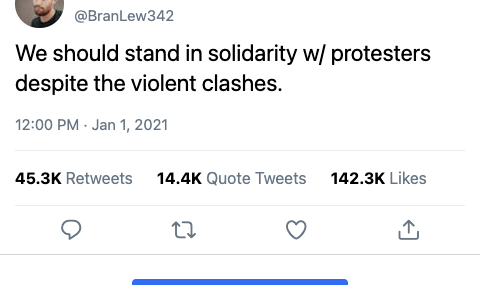 @BranLew342
We should stand in solidarity w/ protesters
despite the violent clashes.
12:00 PM · Jan 1, 2021
45.3K Retweets 14.4K Quote Tweets 142.3K Likes